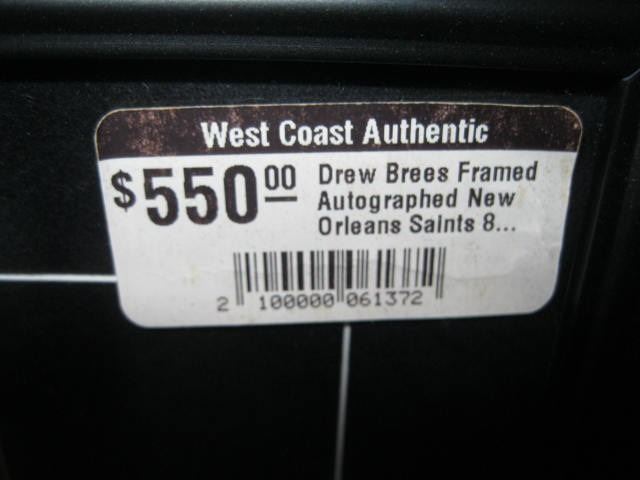 West Coast Authentic
$550.00
Drew Brees Framed
Autographed New
Orleans Saints 8...
2 100000 061372